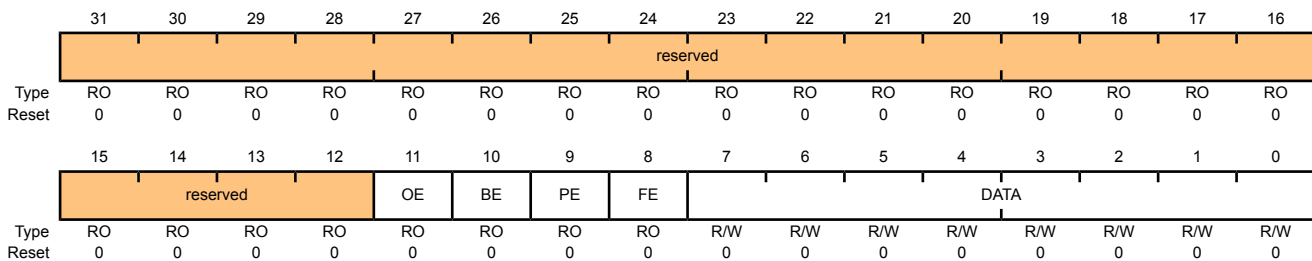 31 30 29 28 27 26 25 24 23 22 21 20 19 18 17 16
reserved
Type RO RO RO RO RO RO RO RO RO RO RO RO RO RO RO RO
Reset 0 0 0 0 0 0 0 0 0 0 0 0 0 0 0 0
15 14 13 12 11 10 9 8 7 6 5 4 3 2 1 0
reserved OE BE PE FE DATA
Type RO RO RO RO RO RO RO RO R/W R/W R/W R/W R/W R/W R/W R/W
Reset 0 0 0 0 0 0 0 0 0 0 0 0 0 0 0 0